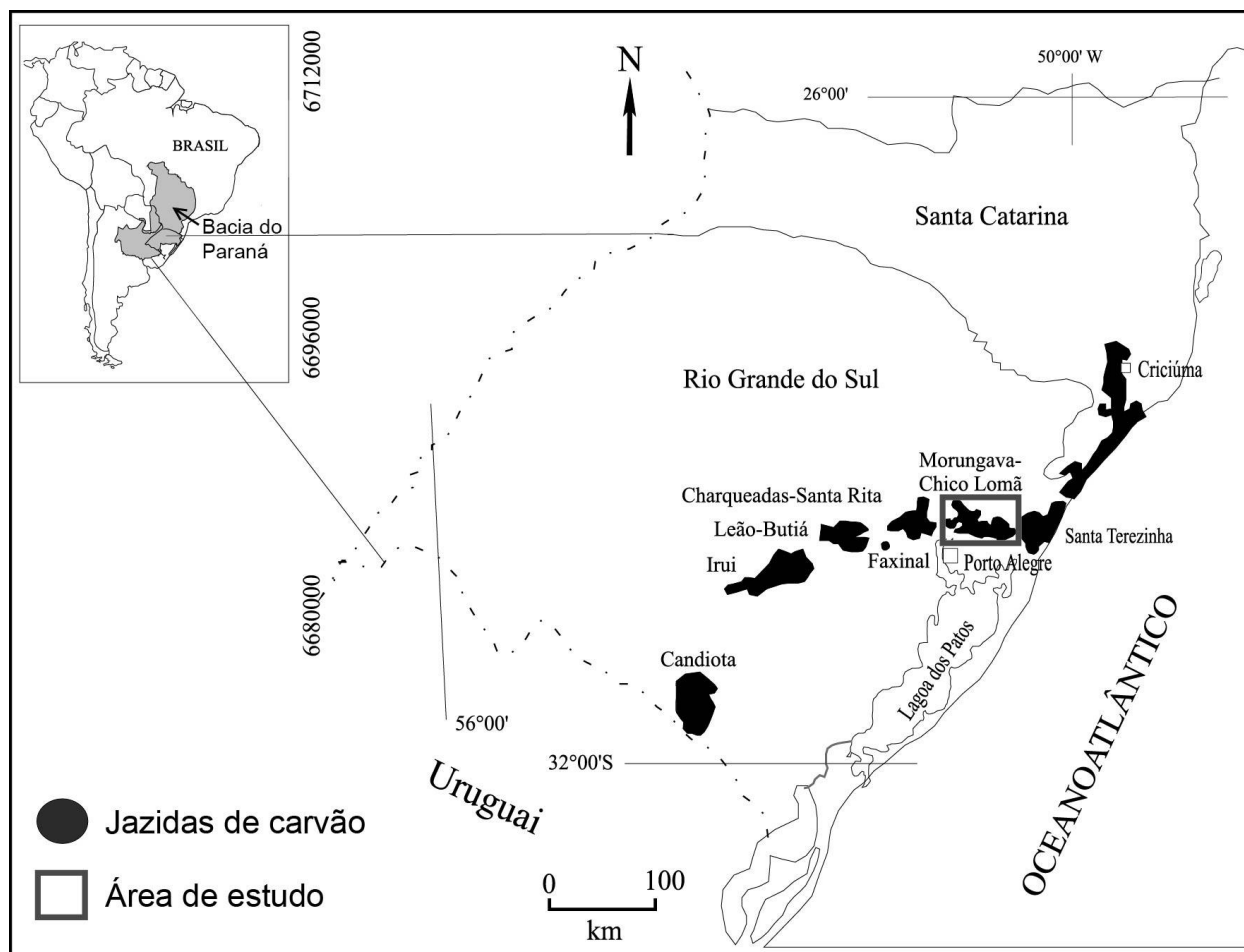 BRASIL
Bacia do
Paraná
6712000
6696000
6680000
N
50°00' W
26°00'
Santa Catarina
Criciúma
Rio Grande do Sul
Morungava-
Chico Lomã
Charqueadas-Santa Rita
Leão-Butiá
Santa Terezinha
Irui
Faxinal
Porto Alegre
Candiota
Lagoa dos Patos
56°00'
32°00'S
Uruguai
OCEANOATLÂNTICO
Jazidas de carvão
Área de estudo
0
100
km